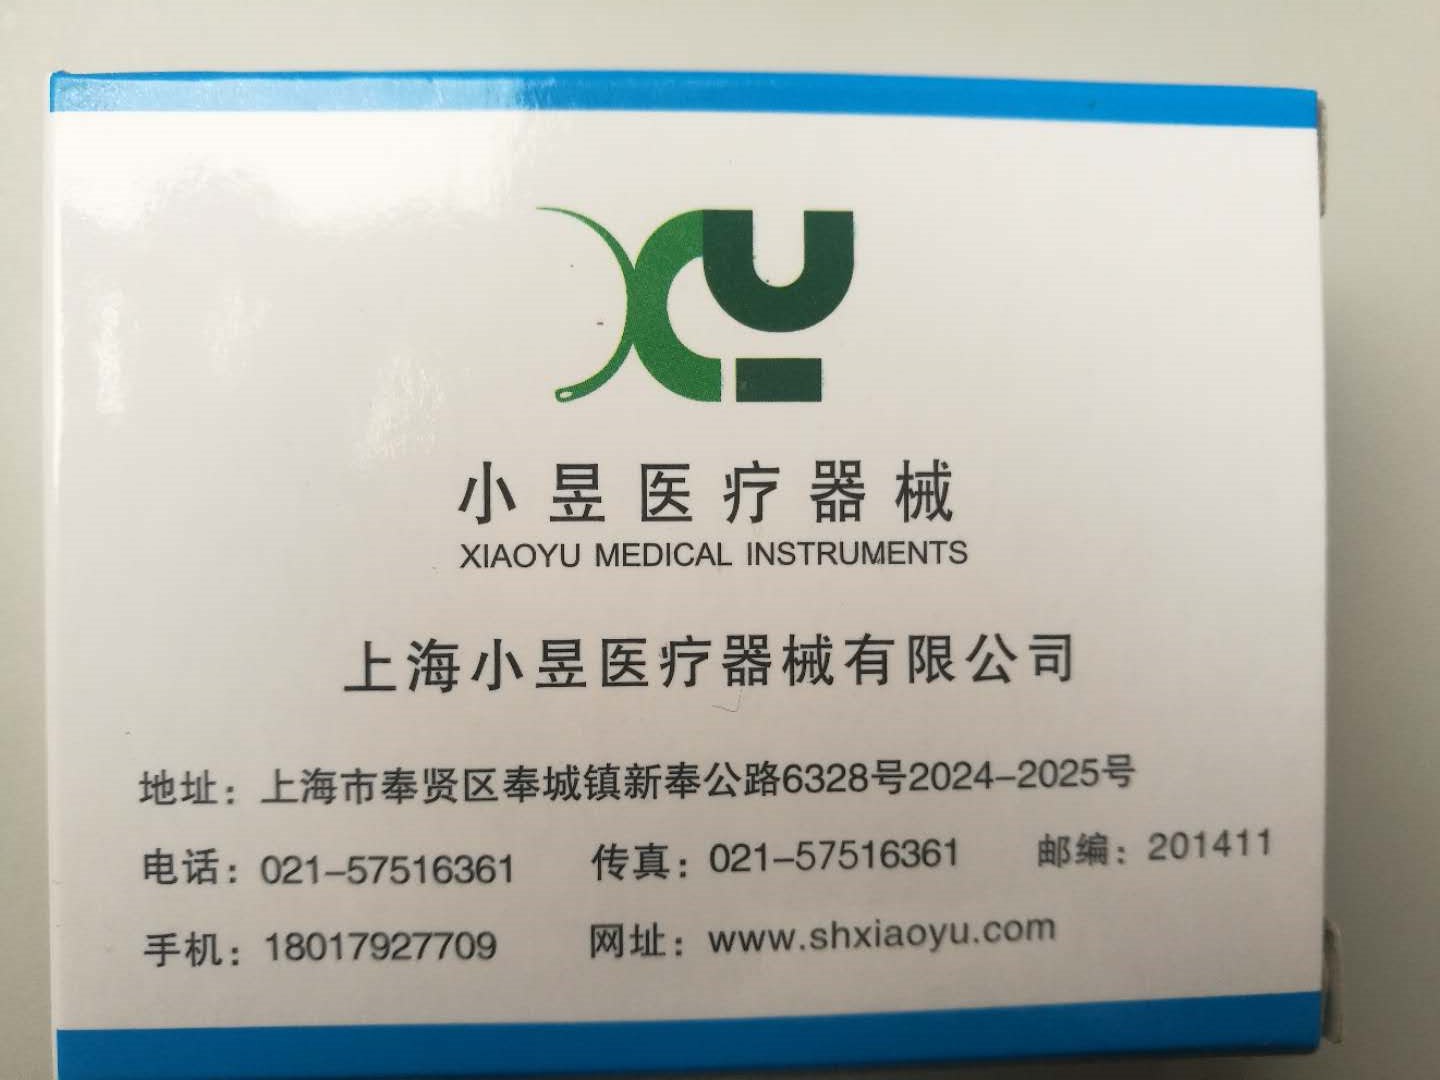 小昱医疗器械
XIAOYU MEDICAL INSTRUMENTS
上海小昱医疗器械有限公司
地址：上海市奉贤区奉城镇新奉公路6328号2024-2025号
电话：021-57516361 传真：021-57516361 邮编：201411
手机：18017927709 网址：www.shxiaoyu.com